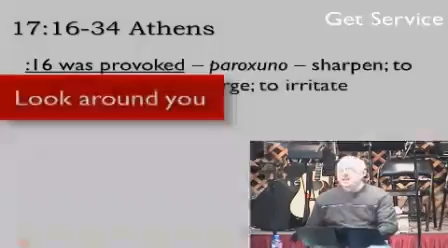 Get Service
17:16-34 Athens
:16 was provoked – paroxuno – sharpen; to
rge; to irritate
Look around you